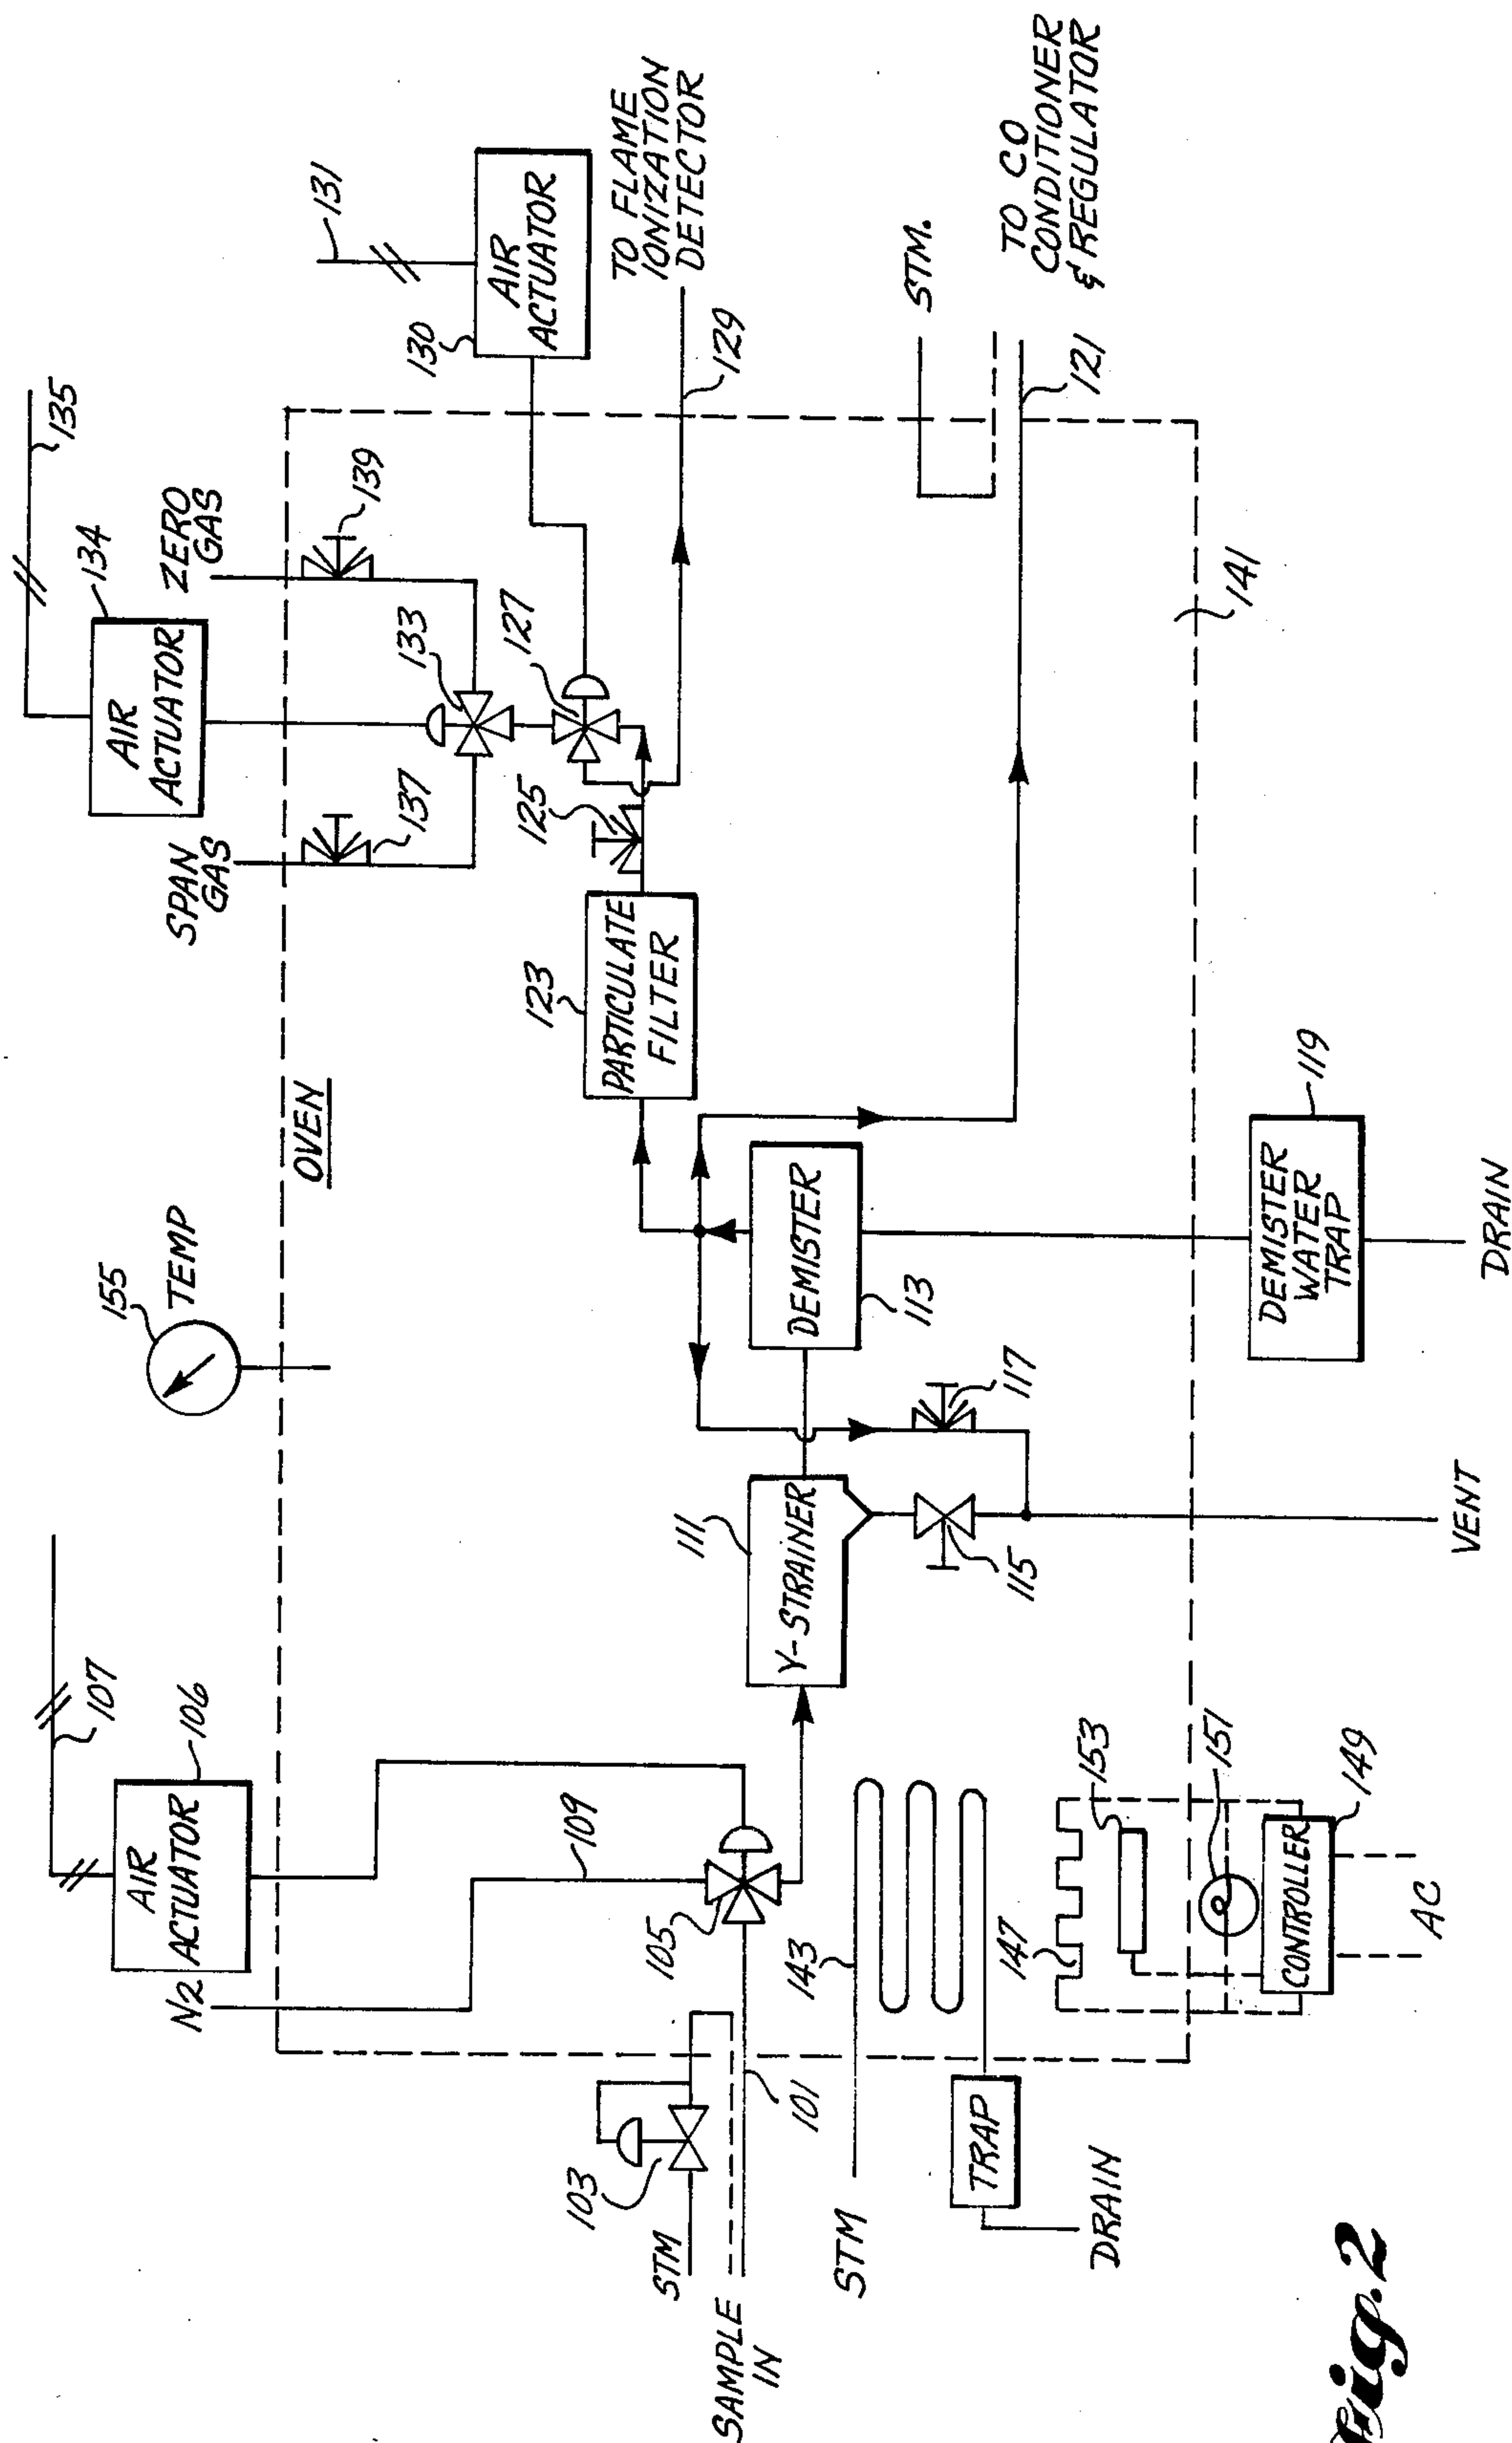 135
134
AIR
ACTUATOR
ZERO
GAS
139
SPAN
GAS
137
133
127
125
131
130
AIR
ACTUATOR
TO FLAME
IONIZATION
DETECTOR
129
STM.
TO CO
CONDITIONER
& REGULATOR
121
141
123
PARTICULATE
FILTER
OVEN
155
TEMP
DEMISTER
113
117
119
DEMISTER
WATER
TRAP
DRAIN
107
106
AIR
ACTUATOR
N2
109
105
111
Y-STRAINER
115
VENT
103
STM
101
SAMPLE
IN
143
STM
TRAP
DRAIN
147
153
151
149
CONTROLLER
AC
Fig. 2